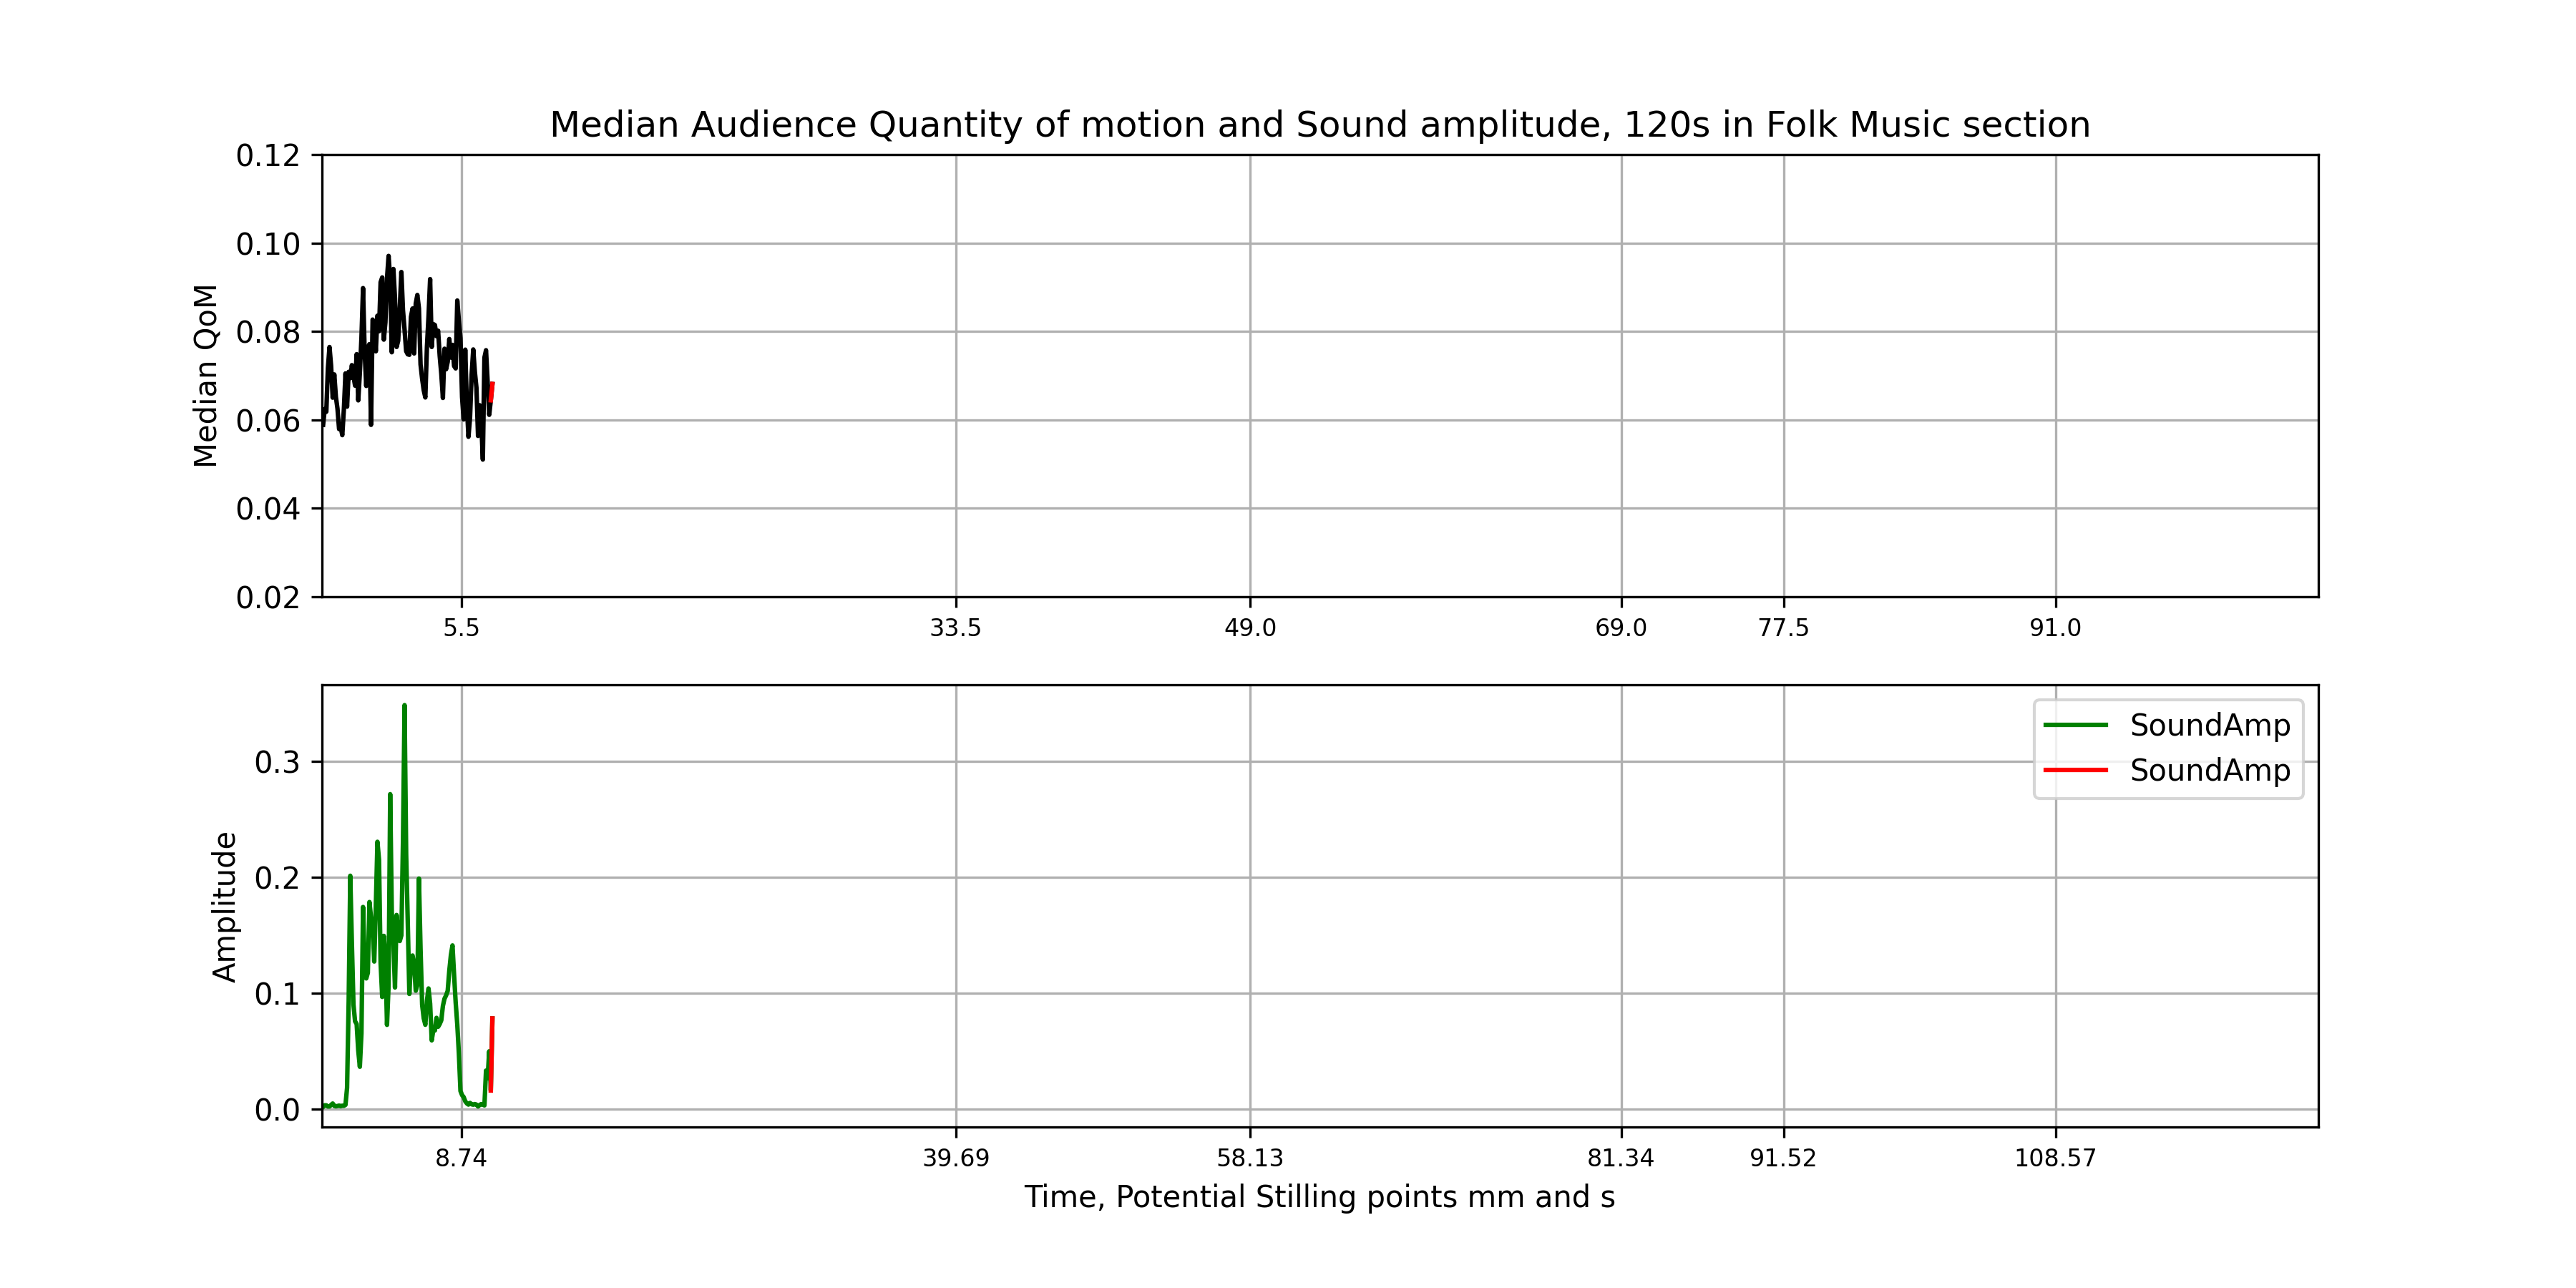 Median Audience Quantity of motion and Sound amplitude, 120s in Folk Music section
0.12
0.10
0.08
0.06
0.04
0.02
Median QoM
5.5 33.5 49.0 69.0 77.5 91.0
SoundAmp
SoundAmp
0.3
0.2
0.1
0.0
Amplitude
8.74 39.69 58.13 81.34 91.52 108.57
Time, Potential Stilling points mm and s